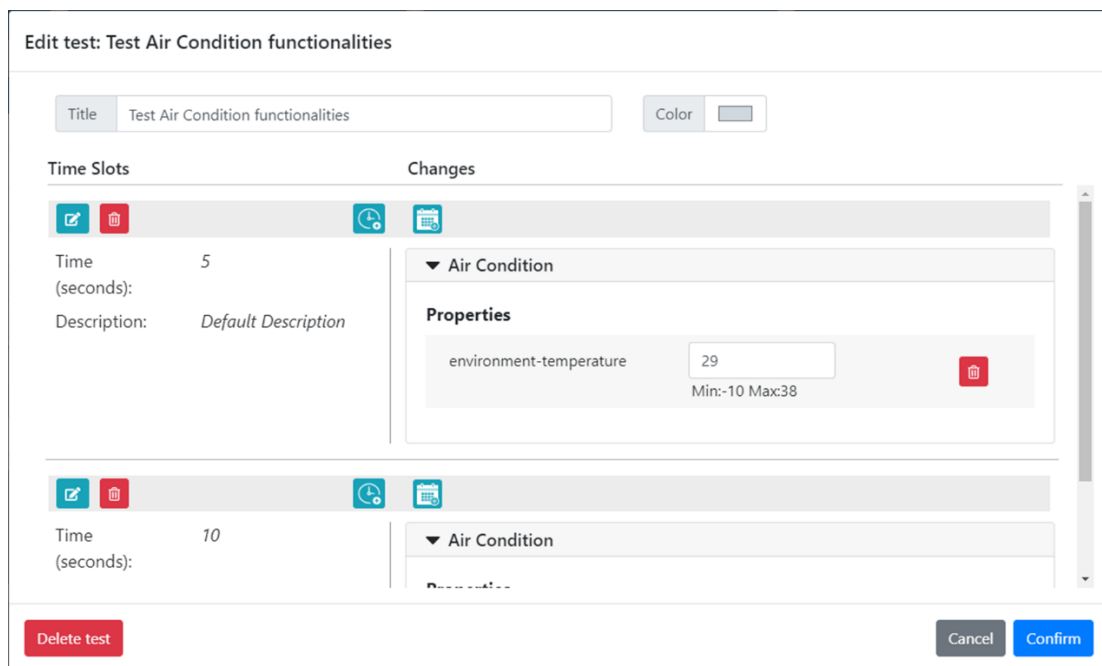 Edit test: Test Air Condition functionalities
Title Test Air Condition functionalities Color
Time Slots Changes
Time (seconds): 5
Description: Default Description
Air Condition
Properties
environment-temperature 29
Min:-10 Max:38
Time (seconds): 10
Air Condition
Properties
Delete test Cancel Confirm